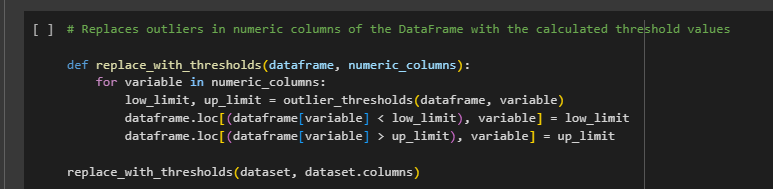 [ ] # Replaces outliers in numeric columns of the DataFrame with the calculated threshold values
def replace_with_thresholds(dataframe, numeric_columns):
    for variable in numeric_columns:
        low_limit, up_limit = outlier_thresholds(dataframe, variable)
        dataframe.loc[(dataframe[variable] < low_limit), variable] = low_limit
        dataframe.loc[(dataframe[variable] > up_limit), variable] = up_limit
replace_with_thresholds(dataset, dataset.columns)